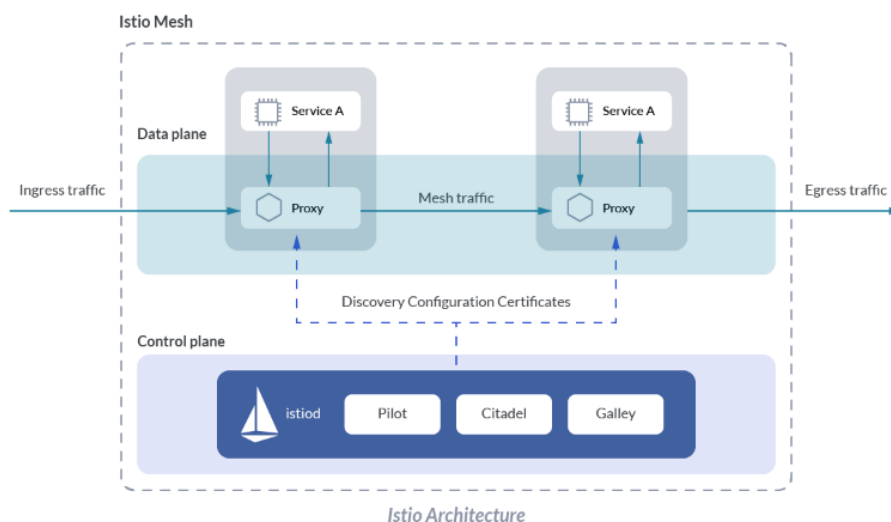 Istio Mesh
Service A
Service A
Data plane
Ingress traffic
Proxy
Mesh traffic
Proxy
Egress traffic
Discovery Configuration Certificates
Control plane
istiod
Pilot
Citadel
Galley
Istio Architecture